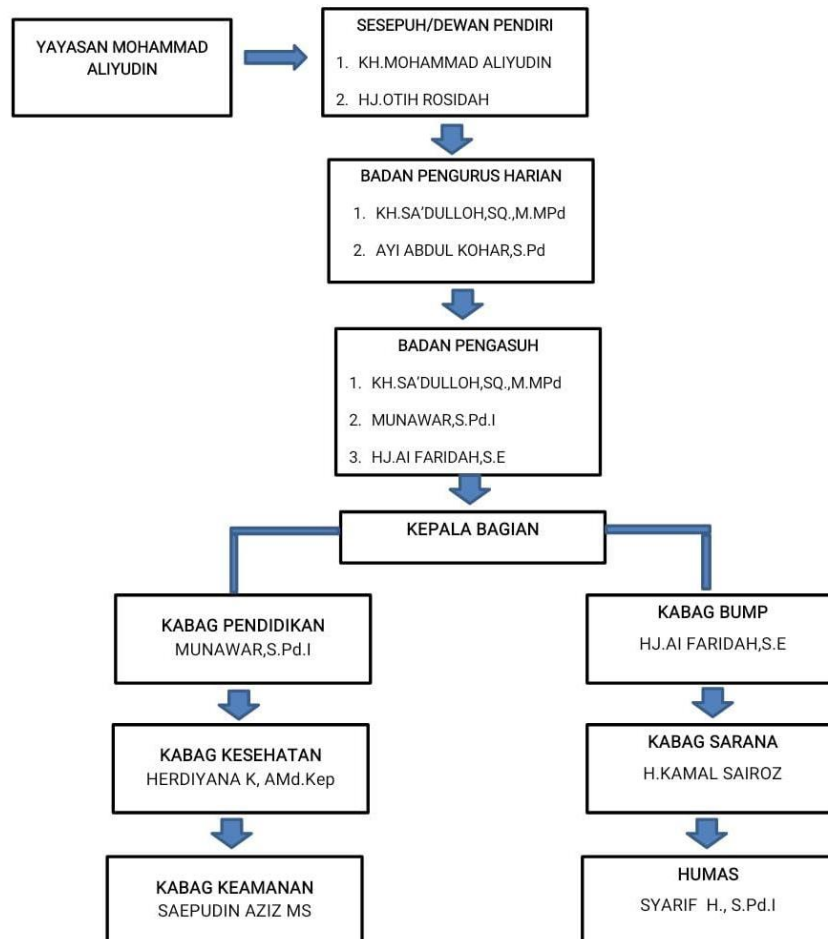 YAYASAN MOHAMMAD
ALIYUDIN
SESEPUH/DEWAN PENDIRI
1. KH.MOHAMMAD ALIYUDIN
2. HJ.OTIH ROSIDAH
BADAN PENGURUS HARIAN
1. KH.SA'DULLOH,SQ.,M.MPd
2. AYI ABDUL KOHAR,S.Pd
BADAN PENGASUH
1. KH.SA'DULLOH,SQ.,M.MPd
2. MUNAWAR,S.Pd.I
3. HJ.AI FARIDAH,S.E
KEPALA BAGIAN
KABAG PENDIDIKAN
MUNAWAR,S.Pd.I
KABAG BUMP
HJ.AI FARIDAH,S.E
KABAG KESEHATAN
HERDIYANA K, AMd.Kep
KABAG SARANA
H.KAMAL SAIROZ
KABAG KEAMANAN
SAEPUDIN AZIZ MS
HUMAS
SYARIF H., S.Pd.I